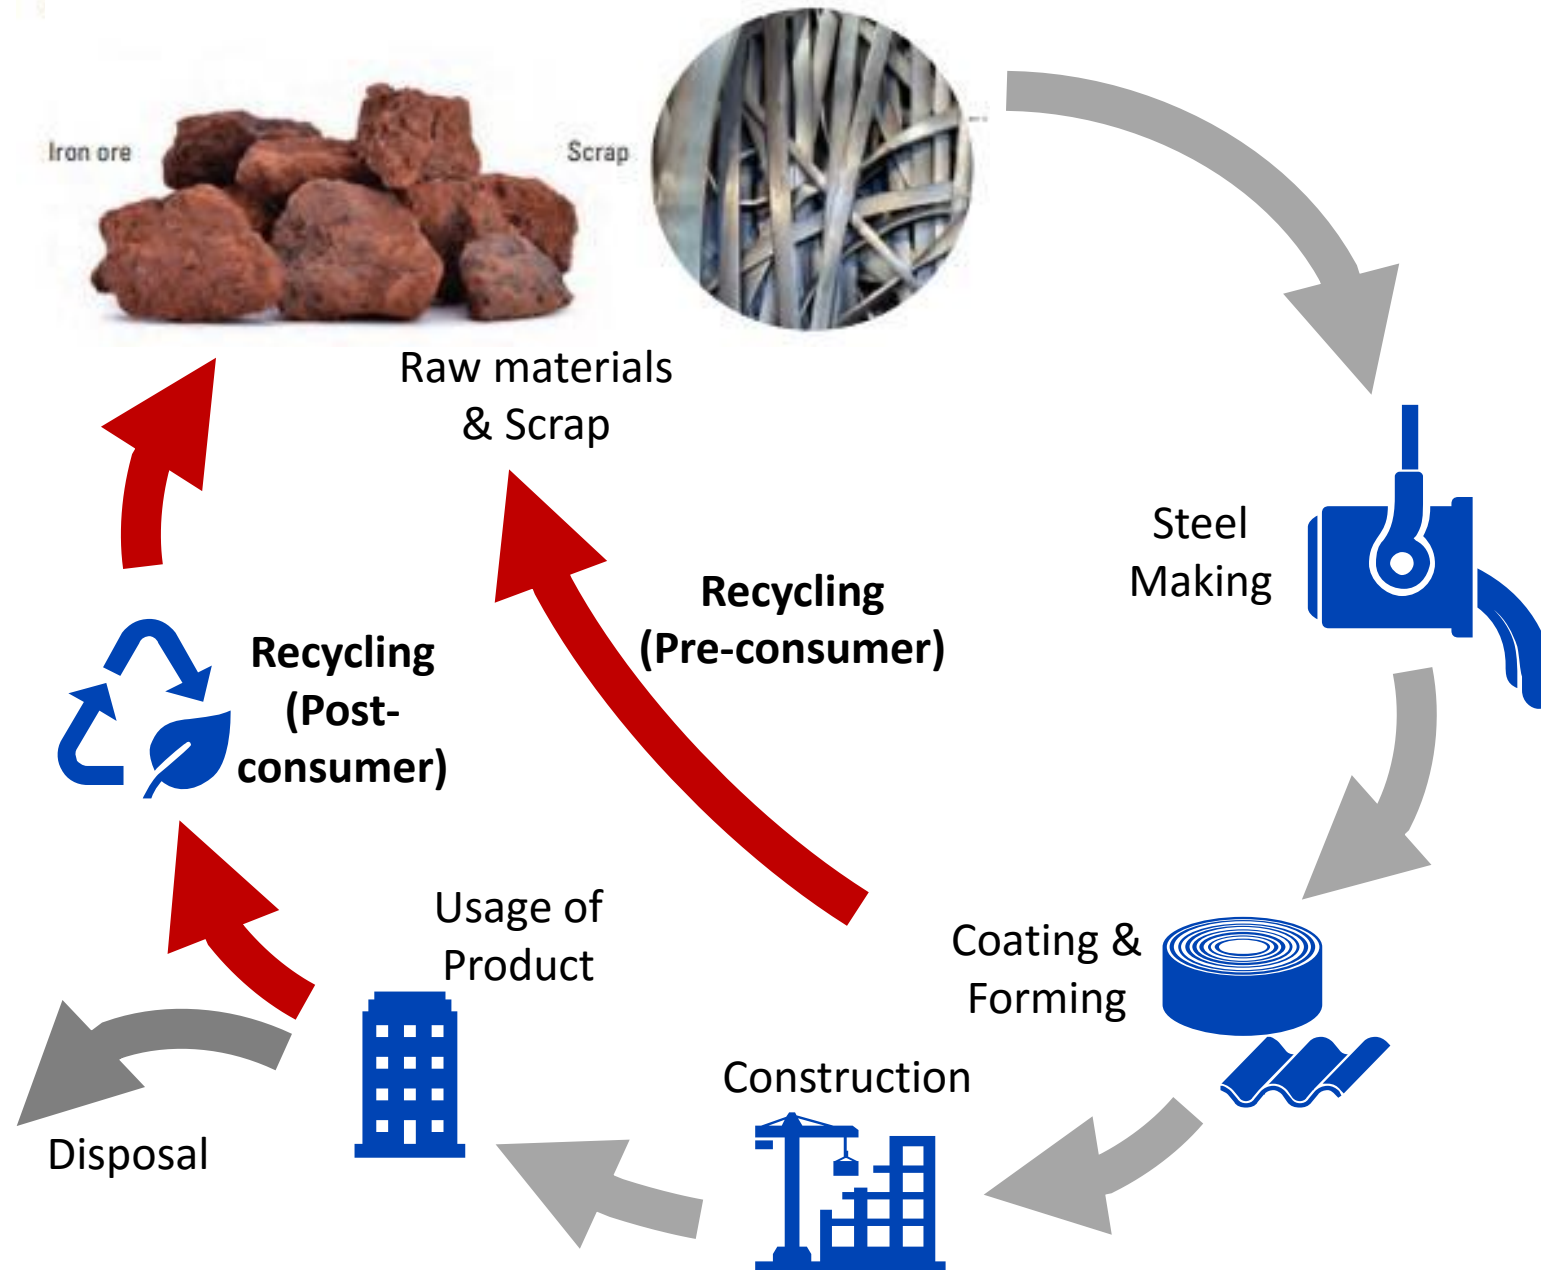 Iron ore
Scrap
Raw materials
& Scrap
Steel
Making
Recycling
(Pre-consumer)
Recycling
(Post-
consumer)
Usage of
Product
Coating &
Forming
Construction
Disposal